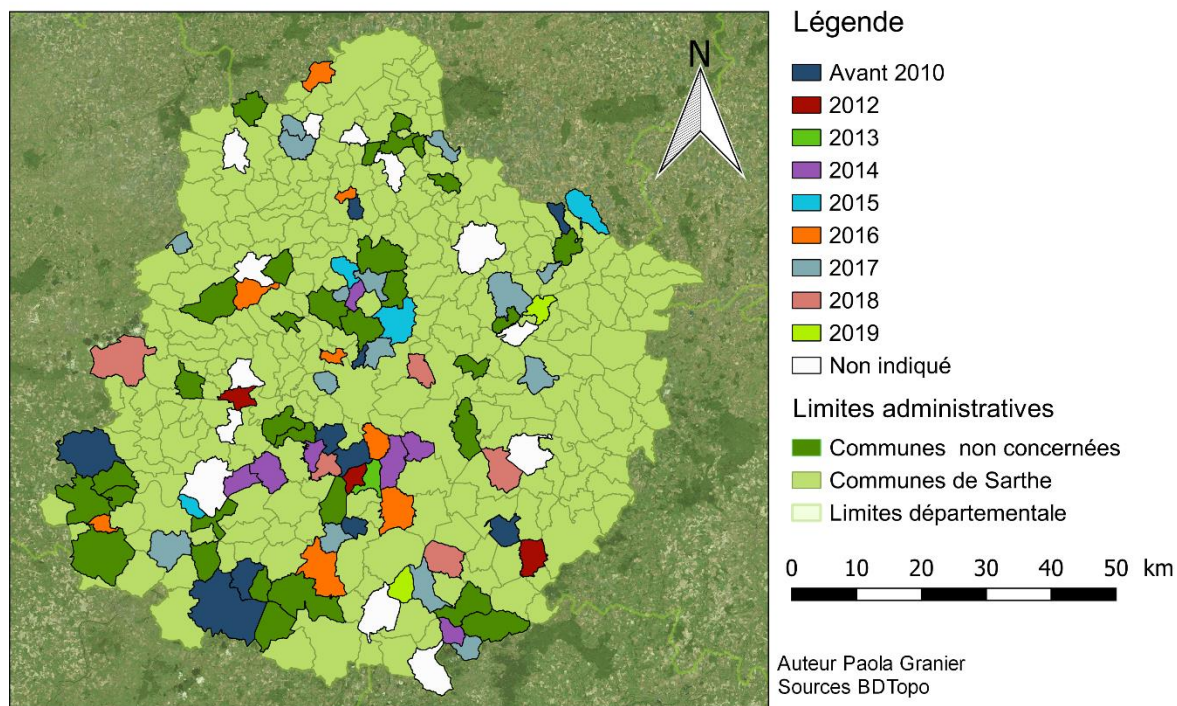 Légende
N
Avant 2010
2012
2013
2014
2015
2016
2017
2018
2019
Non indiqué
Limites administratives
Communes non concernées
Communes de Sarthe
Limites départementale
0 10 20 30 40 50 km
Auteur Paola Granier
Sources BDTopo